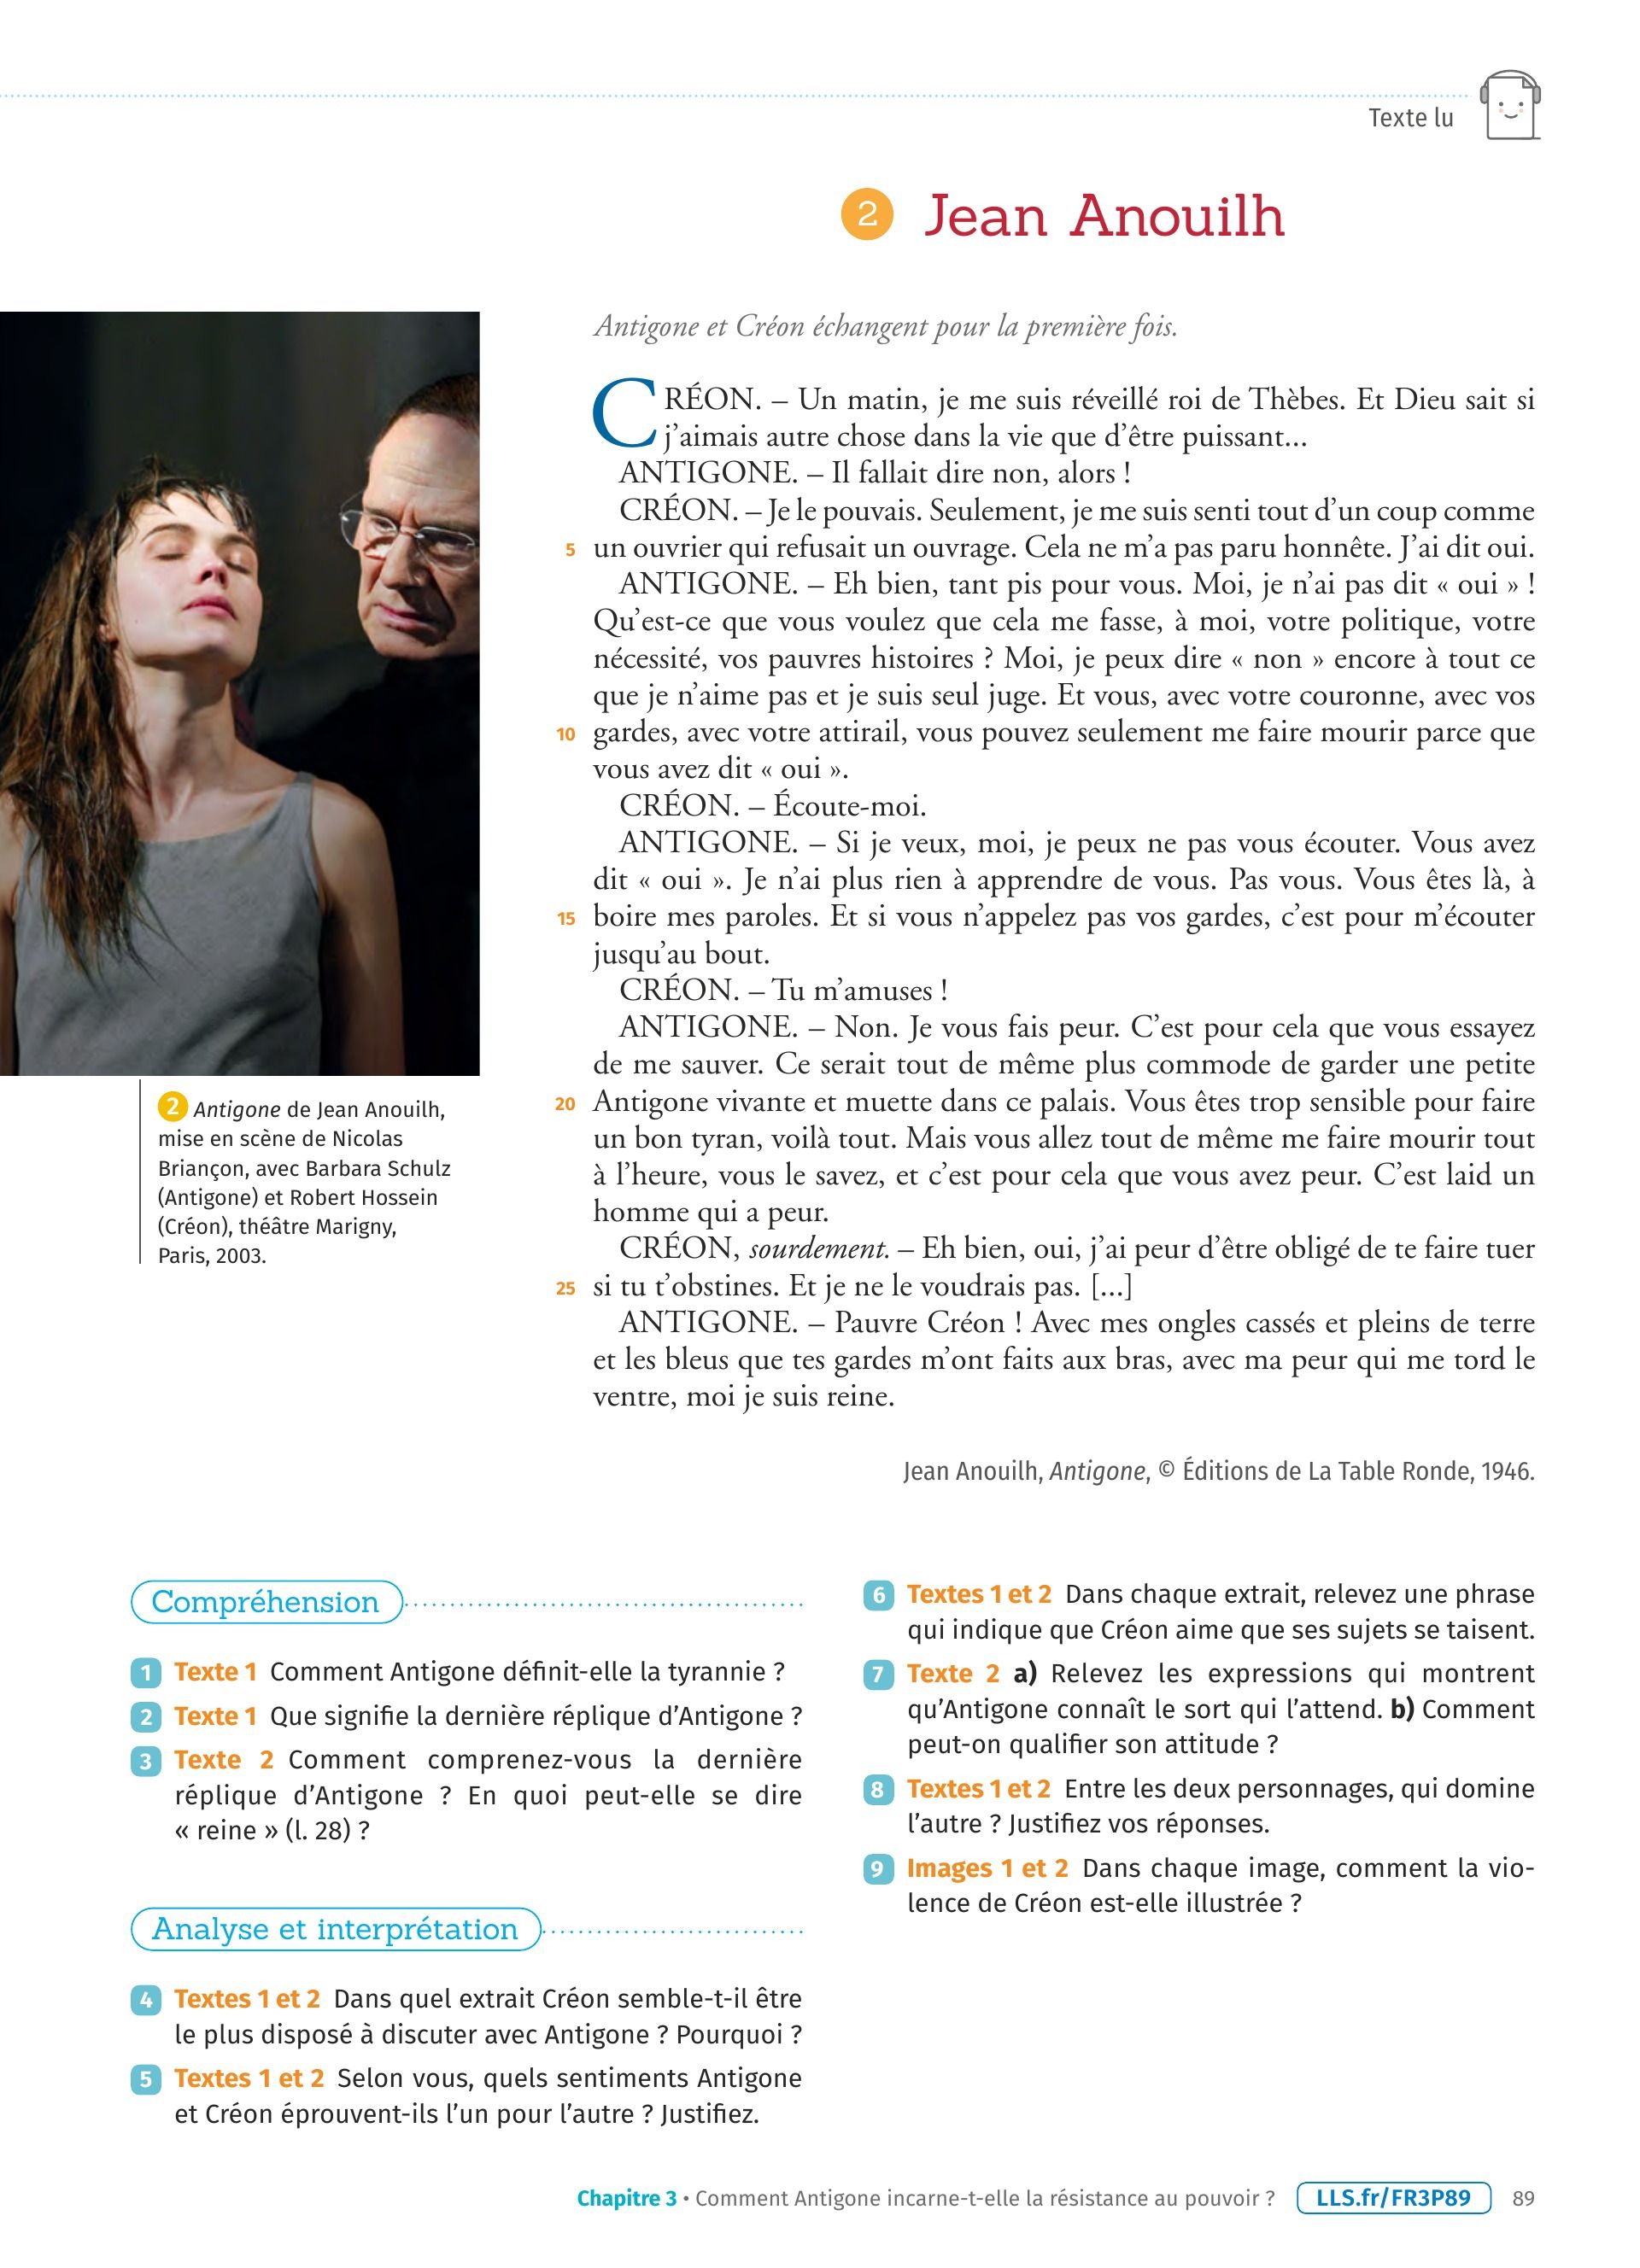 Texte lu
2 Jean Anouilh
Antigone et Créon échangent pour la première fois.
CRÉON. – Un matin, je me suis réveillé roi de Thèbes. Et Dieu sait si
j’aimais autre chose dans la vie que d’être puissant…
ANTIGONE. – Il fallait dire non, alors !
CRÉON. – Je le pouvais. Seulement, je me suis senti tout d’un coup comme
5 un ouvrier qui refusait un ouvrage. Cela ne m’a pas paru honnête. J’ai dit oui.
ANTIGONE. – Eh bien, tant pis pour vous. Moi, je n’ai pas dit « oui » !
Qu’est-ce que vous voulez que cela me fasse, à moi, votre politique, votre
nécessité, vos pauvres histoires ? Moi, je peux dire « non » encore à tout ce
que je n’aime pas et je suis seul juge. Et vous, avec votre couronne, avec vos
10 gardes, avec votre attirail, vous pouvez seulement me faire mourir parce que
vous avez dit « oui ».
CRÉON. – Écoute-moi.
ANTIGONE. – Si je veux, moi, je peux ne pas vous écouter. Vous avez
dit « oui ». Je n’ai plus rien à apprendre de vous. Pas vous. Vous êtes là, à
15 boire mes paroles. Et si vous n’appelez pas vos gardes, c’est pour m’écouter
jusqu’au bout.
CRÉON. – Tu m’amuses !
ANTIGONE. – Non. Je vous fais peur. C’est pour cela que vous essayez
de me sauver. Ce serait tout de même plus commode de garder une petite
20 Antigone vivante et muette dans ce palais. Vous êtes trop sensible pour faire
un bon tyran, voilà tout. Mais vous allez tout de même me faire mourir tout
à l’heure, vous le savez, et c’est pour cela que vous avez peur. C’est laid un
homme qui a peur.
CRÉON, sourdement. – Eh bien, oui, j’ai peur d’être obligé de te faire tuer
25 si tu t’obstines. Et je ne le voudrais pas. […]
ANTIGONE. – Pauvre Créon ! Avec mes ongles cassés et pleins de terre
et les bleus que tes gardes m’ont faits aux bras, avec ma peur qui me tord le
ventre, moi je suis reine.
Jean Anouilh, Antigone, © Éditions de La Table Ronde, 1946.
2 Antigone de Jean Anouilh,
mise en scène de Nicolas
Briançon, avec Barbara Schulz
(Antigone) et Robert Hossein
(Créon), théâtre Marigny,
Paris, 2003.
Compréhension
1 Texte 1 Comment Antigone définit-elle la tyrannie ?
2 Texte 1 Que signifie la dernière réplique d’Antigone ?
3 Texte 2 Comment comprenez-vous la dernière
réplique d’Antigone ? En quoi peut-elle se dire
« reine » (l. 28) ?
Analyse et interprétation
4 Textes 1 et 2 Dans quel extrait Créon semble-t-il être
le plus disposé à discuter avec Antigone ? Pourquoi ?
5 Textes 1 et 2 Selon vous, quels sentiments Antigone
et Créon éprouvent-ils l’un pour l’autre ? Justifiez.
6 Textes 1 et 2 Dans chaque extrait, relevez une phrase
qui indique que Créon aime que ses sujets se taisent.
7 Texte 2 a) Relevez les expressions qui montrent
qu’Antigone connaît le sort qui l’attend. b) Comment
peut-on qualifier son attitude ?
8 Textes 1 et 2 Entre les deux personnages, qui domine
l’autre ? Justifiez vos réponses.
9 Images 1 et 2 Dans chaque image, comment la vio-
lence de Créon est-elle illustrée ?
Chapitre 3 • Comment Antigone incarne-t-elle la résistance au pouvoir ? LLS.fr/FR3P89 89